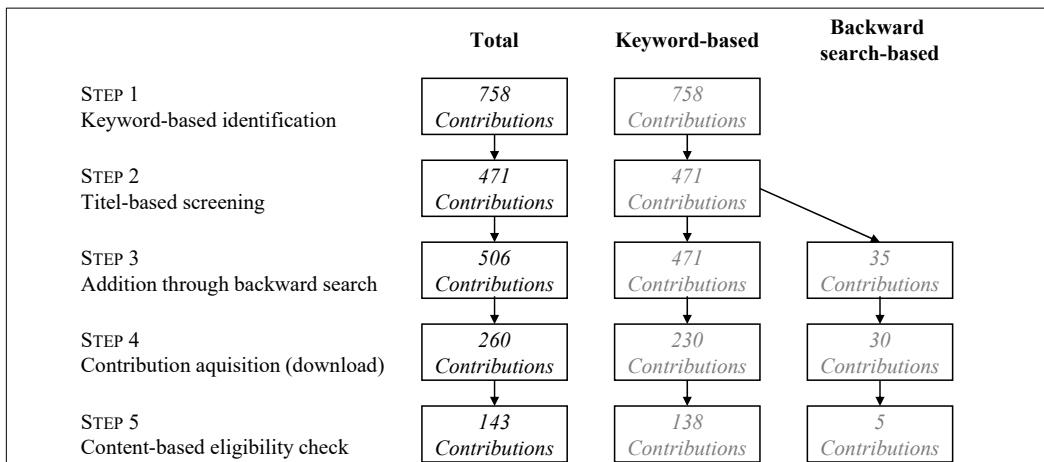 Total Keyword-based Backward
search-based
STEP 1 758 758
Keyword-based identification Contributions Contributions
STEP 2 471 471
Titel-based screening Contributions Contributions
STEP 3 506 471 35
Addition through backward search Contributions Contributions Contributions
STEP 4 260 230 30
Contribution aquisition (download) Contributions Contributions Contributions
STEP 5 143 138 5
Content-based eligibility check Contributions Contributions Contributions